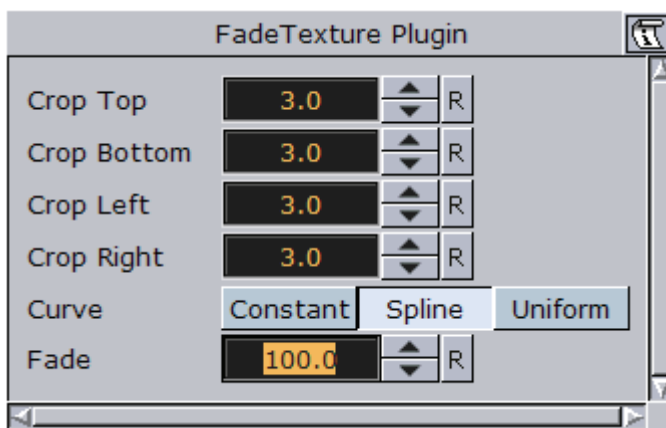 FadeTexture Plugin
Crop Top 3.0 R
Crop Bottom 3.0 R
Crop Left 3.0 R
Crop Right 3.0 R
Curve Constant Spline Uniform
Fade 100.0 R